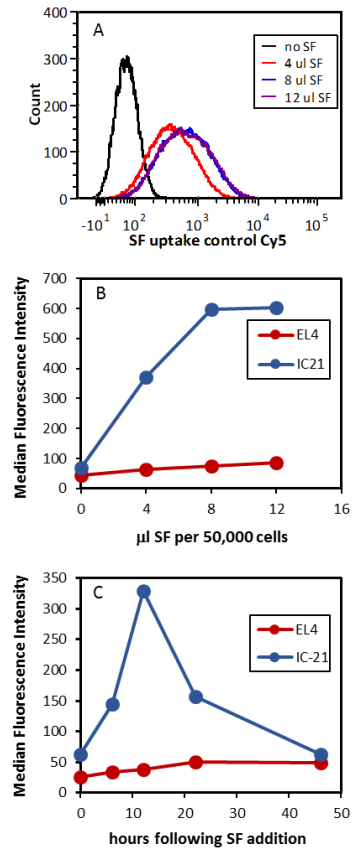 A
400
300
200
100
0
Count
no SF
4 ul SF
8 ul SF
12 ul SF
-10¹ 10² 10³ 10⁴ 10⁵
SF uptake control Cy5
B
700
600
500
400
300
200
100
0
Median Fluorescence Intensity
EL4
IC21
0 4 8 12 16
µl SF per 50,000 cells
C
350
300
250
200
150
100
50
0
Median Fluorescence Intensity
EL4
IC-21
0 10 20 30 40 50
hours following SF addition